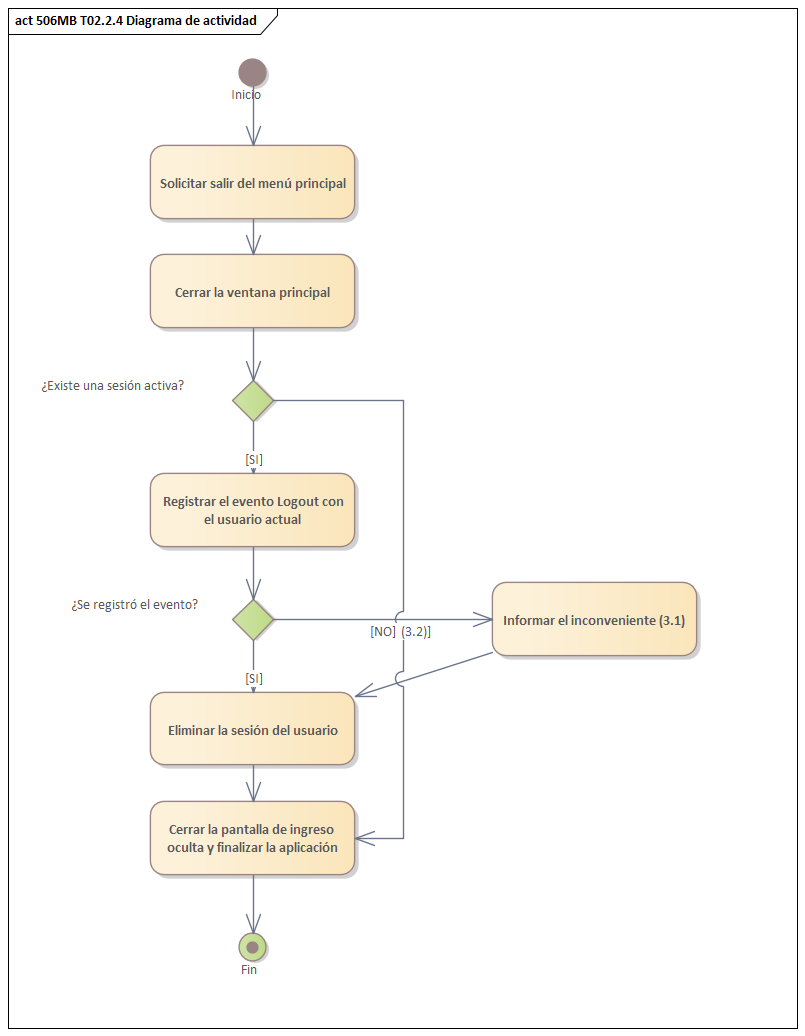 act 506MB T02.2.4 Diagrama de actividad
Inicio
Solicitar salir del menú principal
Cerrar la ventana principal
¿Existe una sesión activa?
[SI]
Registrar el evento Logout con
el usuario actual
¿Se registró el evento?
Informar el inconveniente (3.1)
[NO] (3.2)]
[SI]
Eliminar la sesión del usuario
Cerrar la pantalla de ingreso
oculta y finalizar la aplicación
Fin